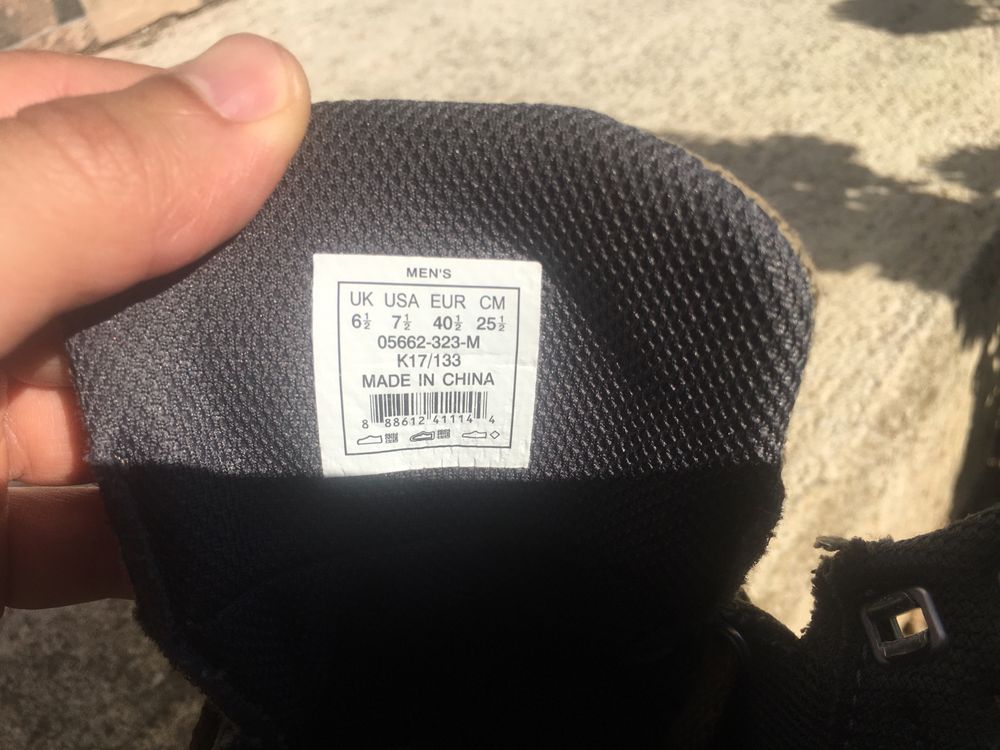 MEN'S
UK USA EUR CM
6½ 7½ 40½ 25½
05662-323-M
K17/133
MADE IN CHINA
8 88612 41114 4